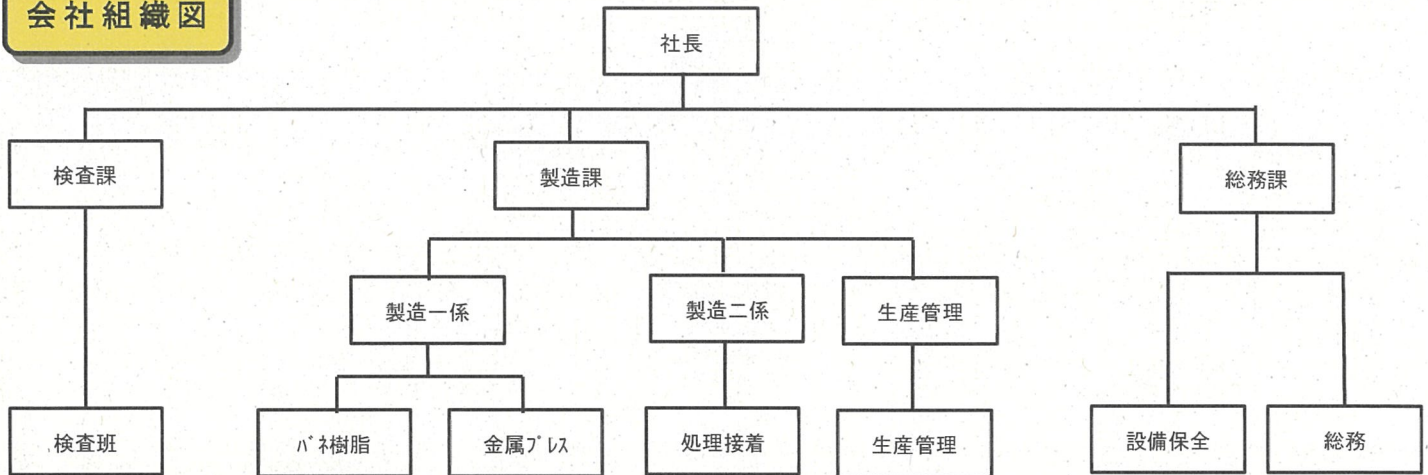 会社組織図
社長
検査課
製造課
総務課
製造一係
製造二係
生産管理
検査班
ﾊﾞﾈ樹脂
金属ﾌﾟﾚｽ
処理接着
生産管理
設備保全
総務